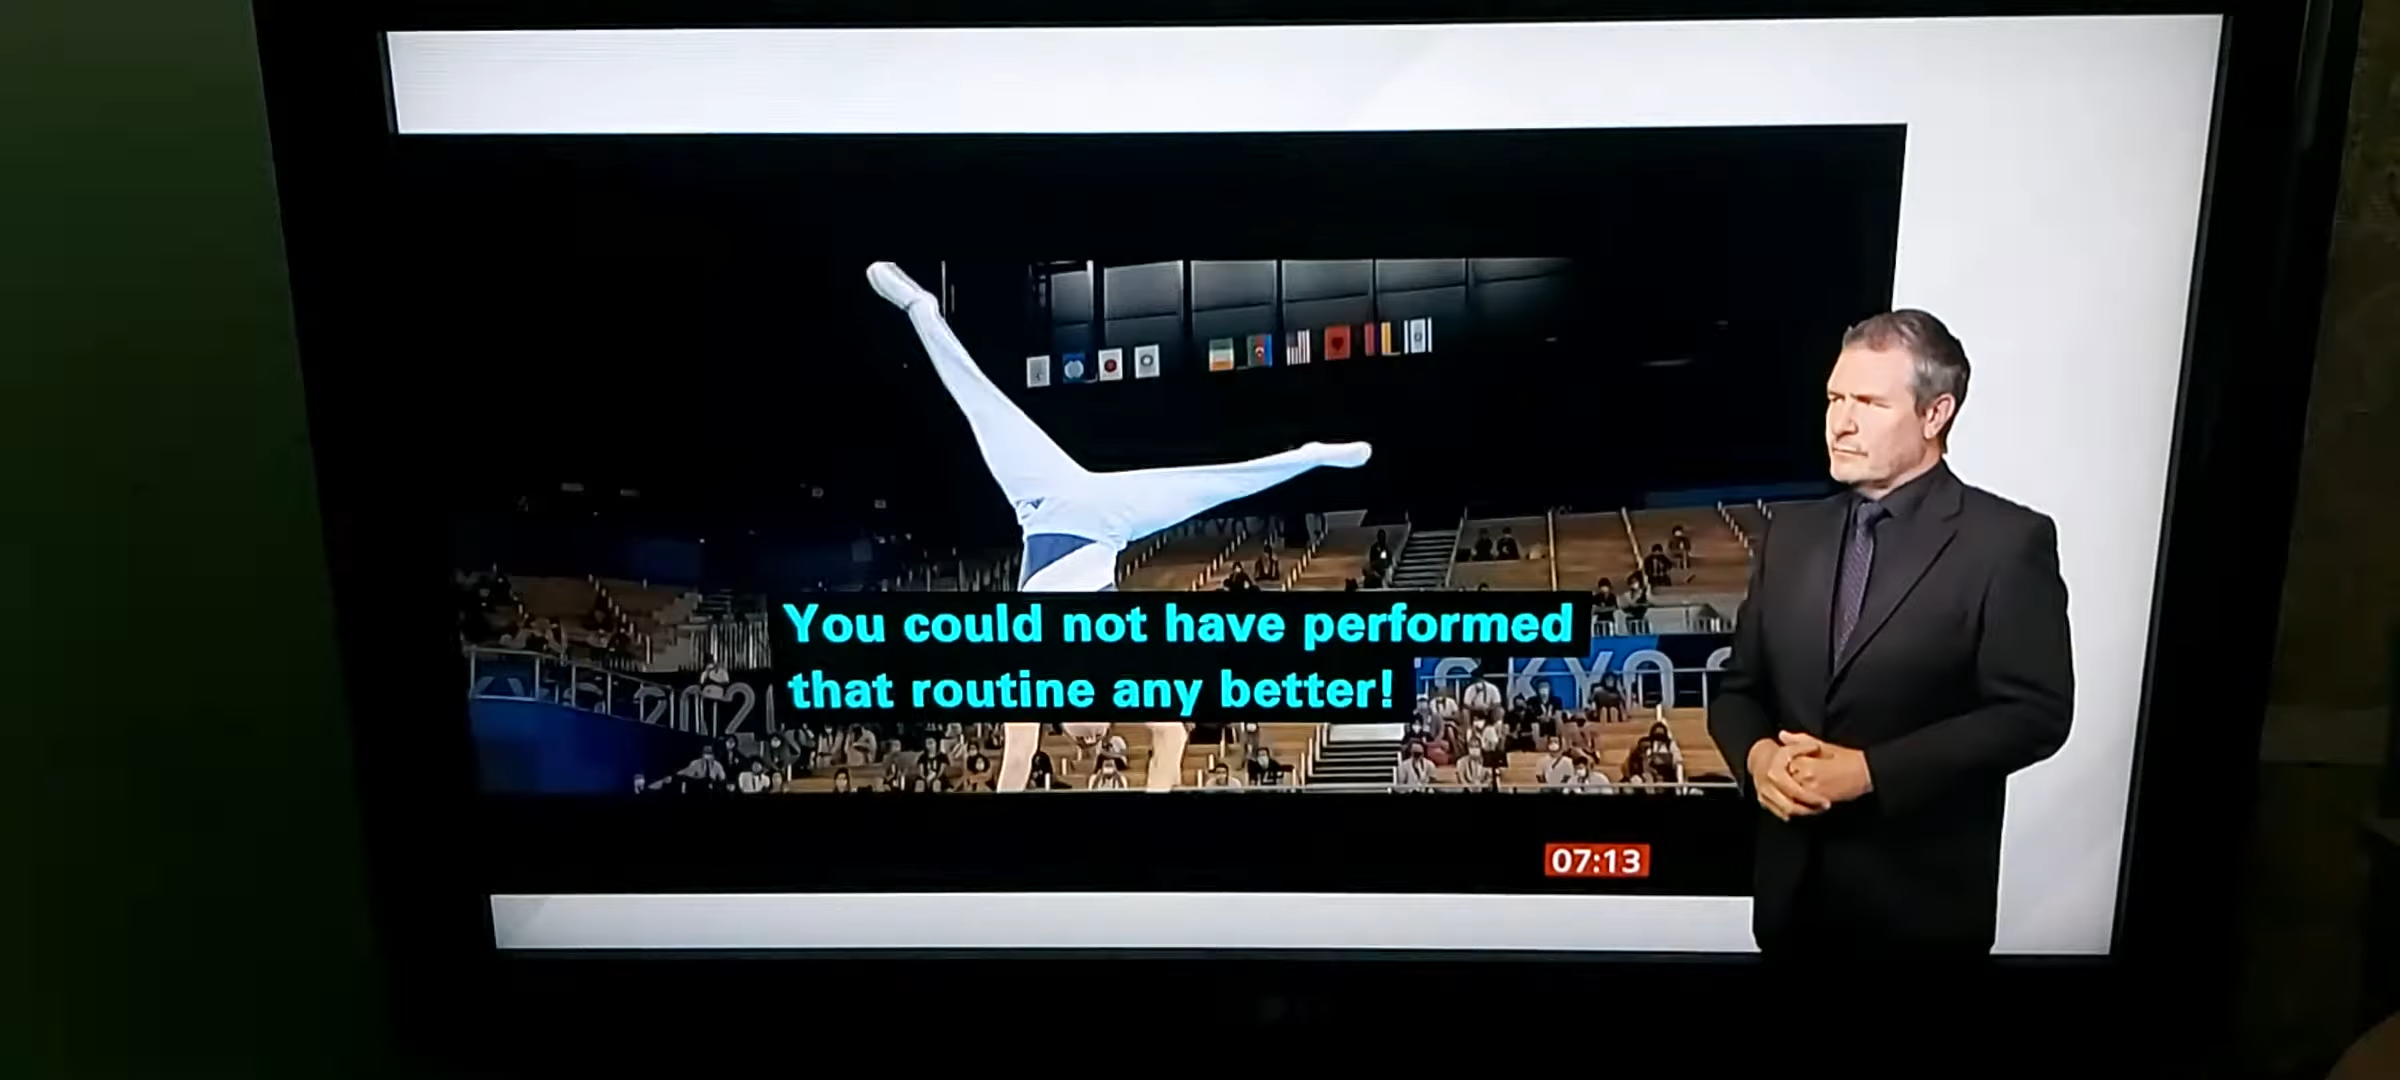 You could not have performed
that routine any better!
07:13